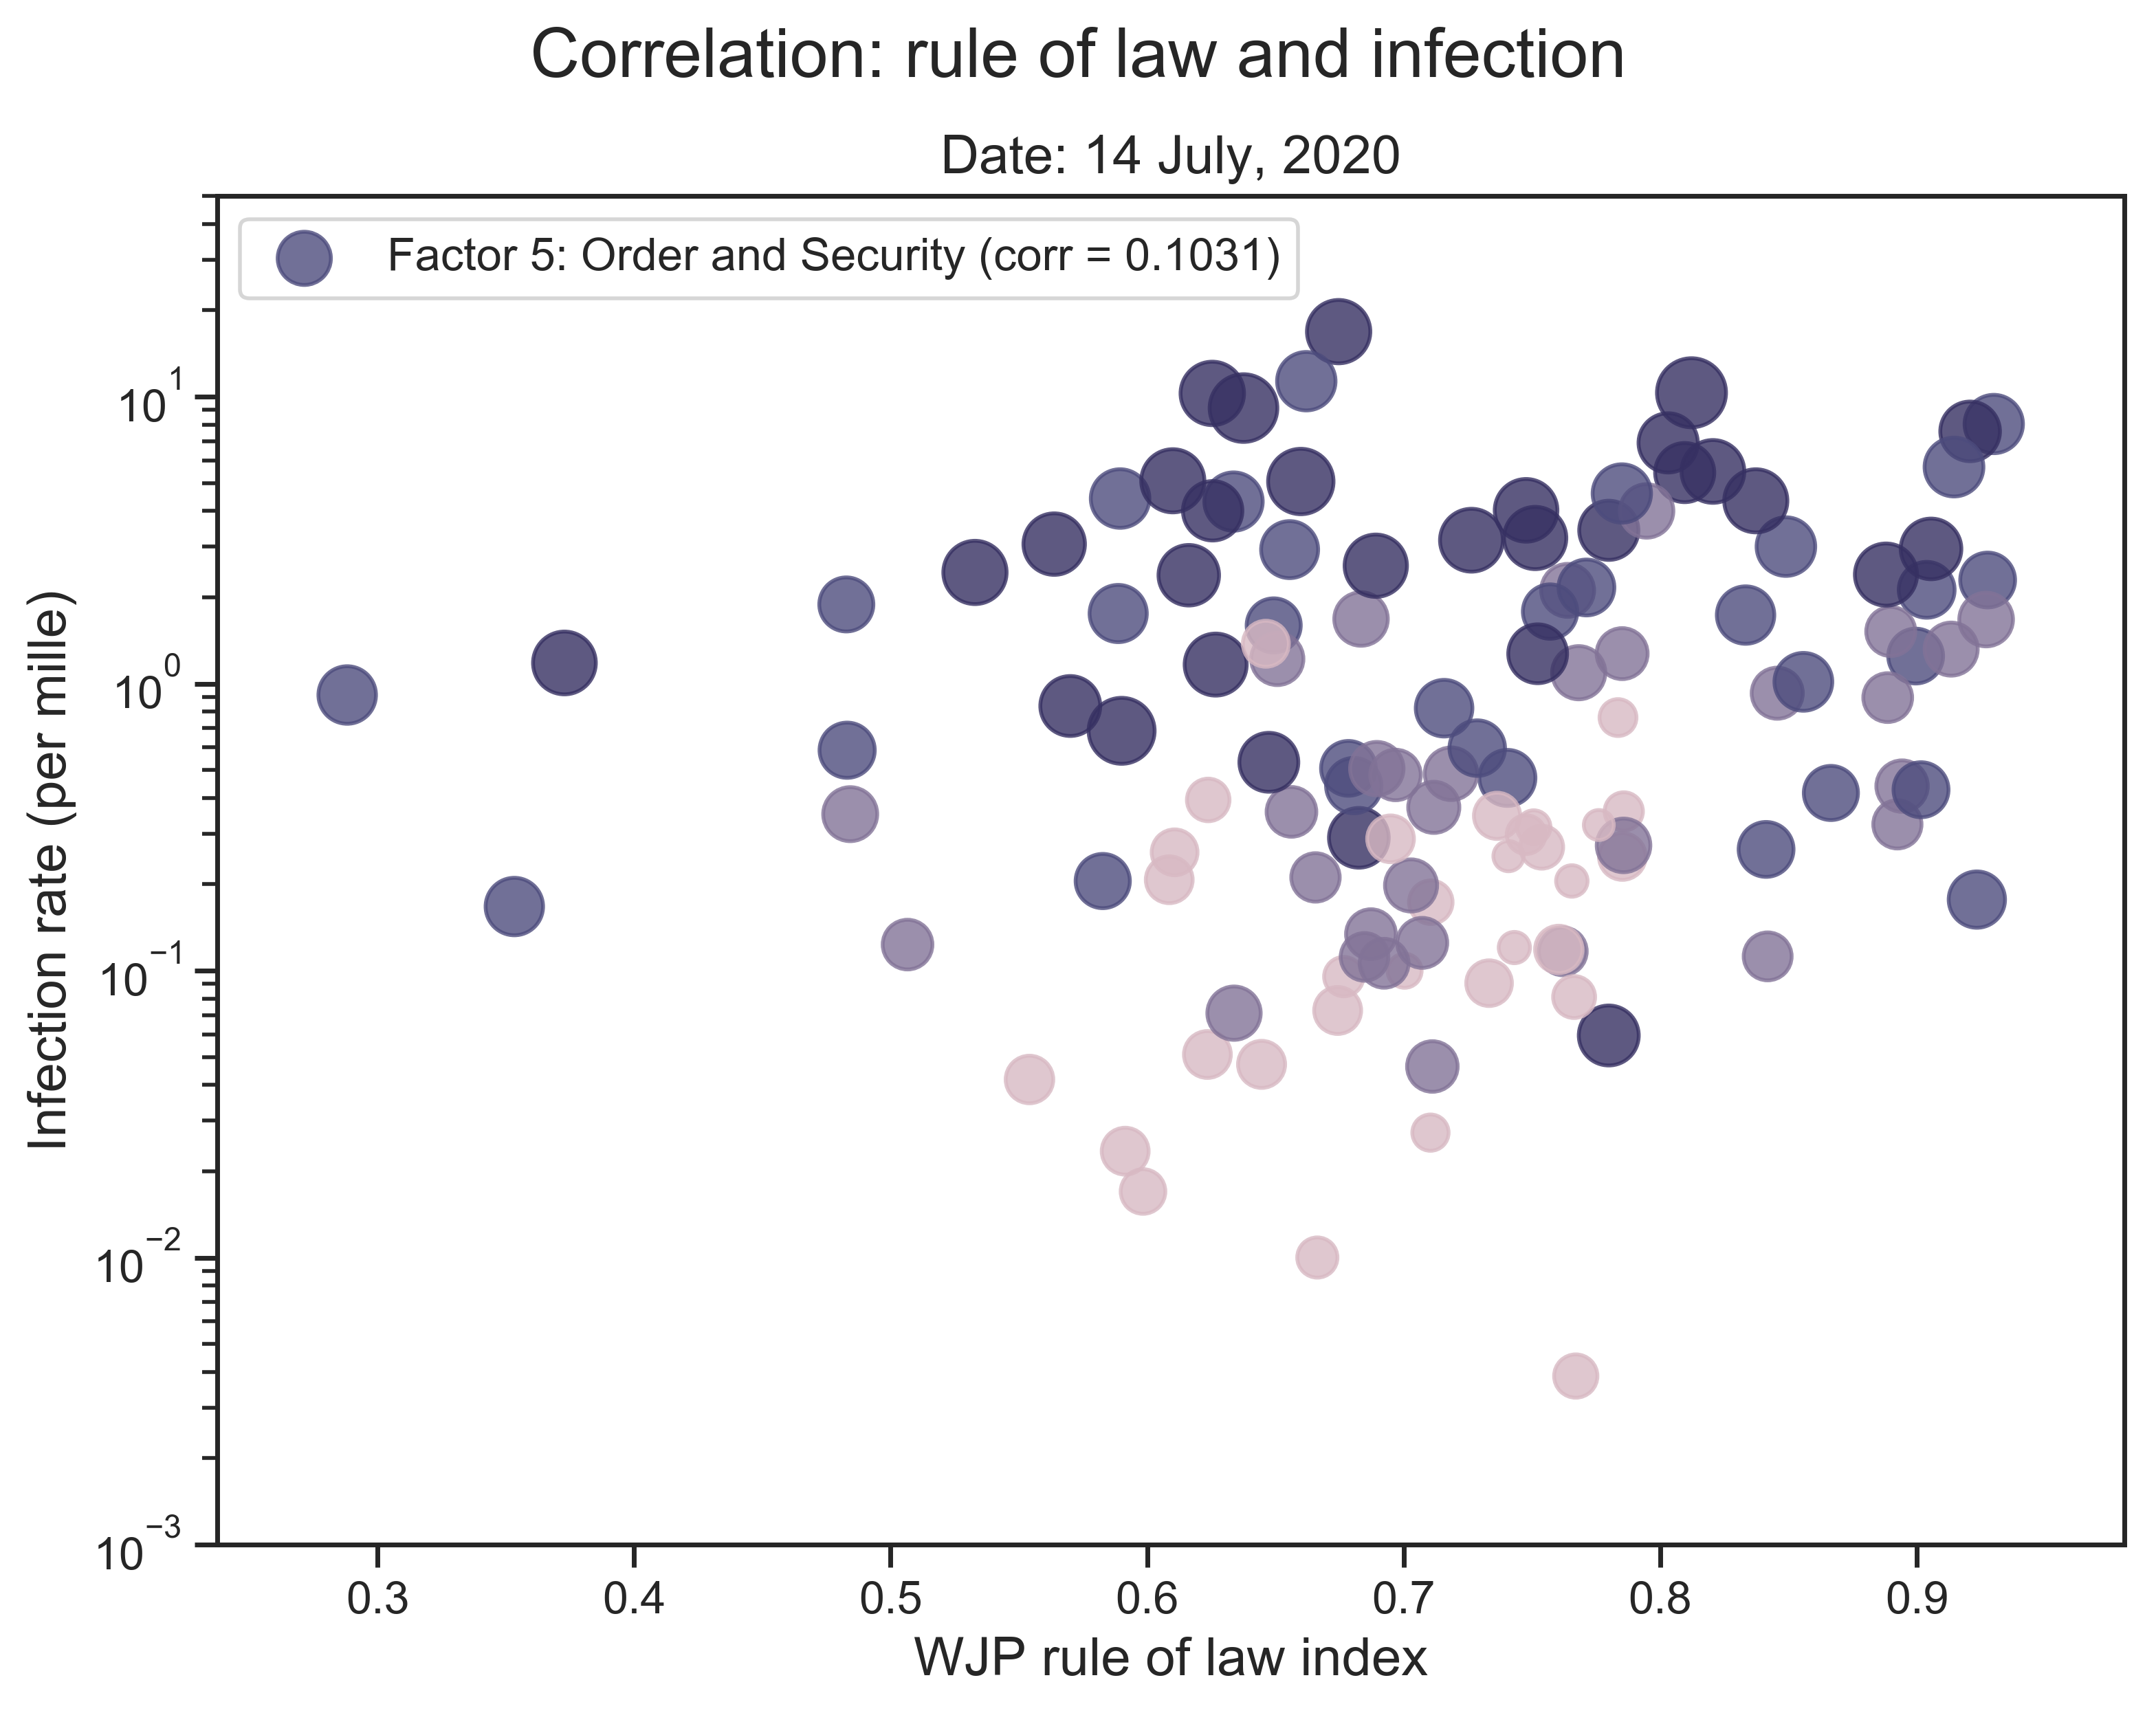 Correlation: rule of law and infection
Date: 14 July, 2020
Factor 5: Order and Security (corr = 0.1031)
Infection rate (per mille)
10^1
10^0
10^−1
10^−2
10^−3
0.3 0.4 0.5 0.6 0.7 0.8 0.9
WJP rule of law index